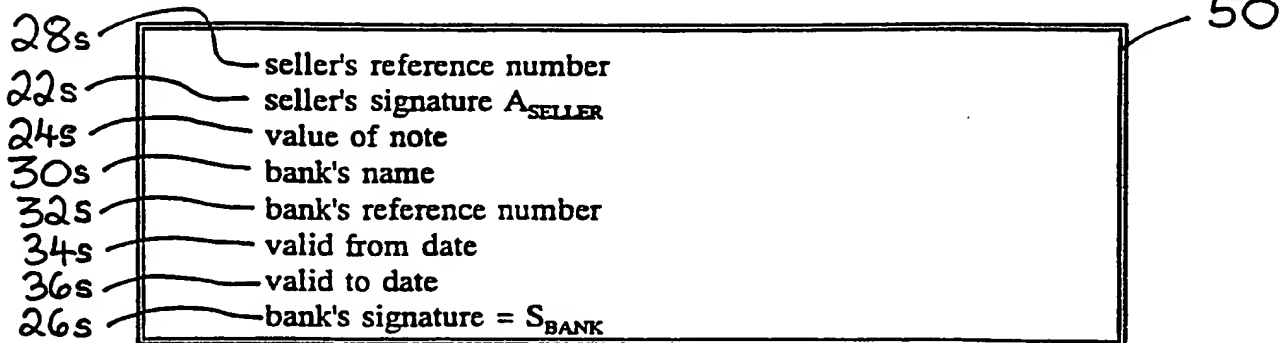 50
28s seller's reference number
22s seller's signature A_SELLER
24s value of note
30s bank's name
32s bank's reference number
34s valid from date
36s valid to date
26s bank's signature = S_BANK